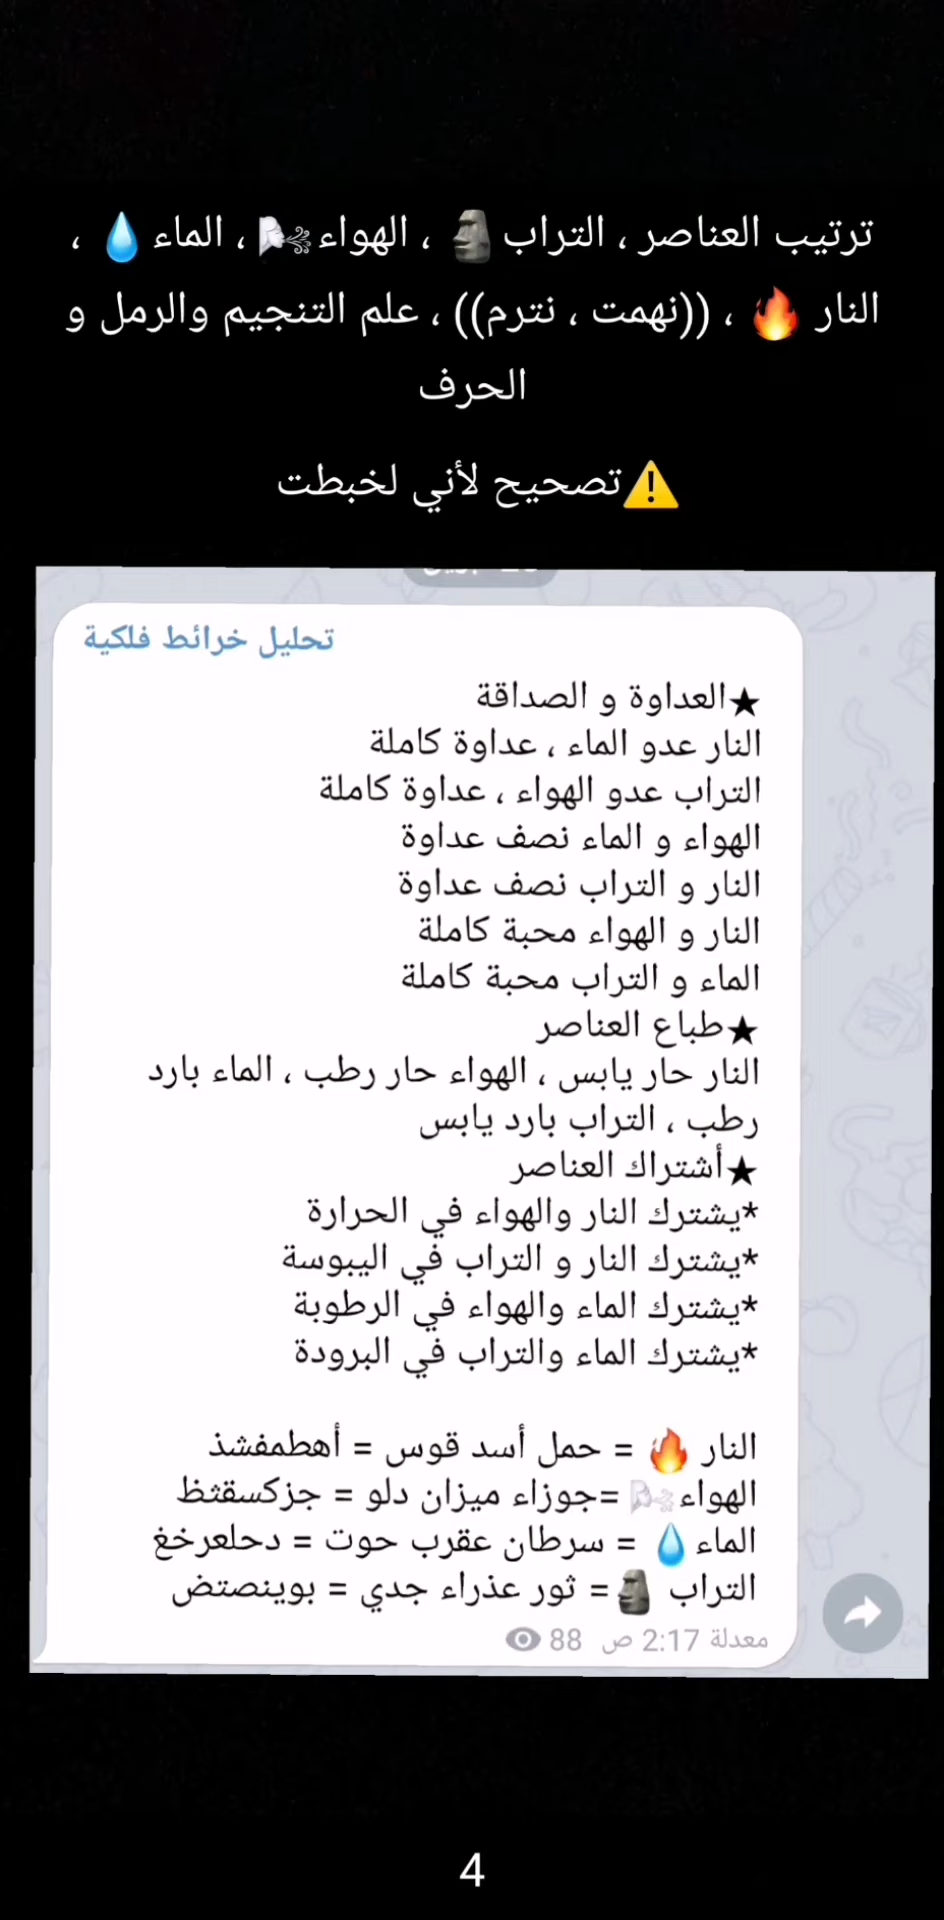 ترتيب العناصر ، التراب🗿 ، الهواء🌬️ ، الماء💧 ،
النار 🔥 ، ((نهمت ، نترم)) ، علم التنجيم والرمل و
الحرف
⚠️تصحيح لأني لخبطت
تحليل خرائط فلكية
★العداوة و الصداقة
النار عدو الماء ، عداوة كاملة
التراب عدو الهواء ، عداوة كاملة
الهواء و الماء نصف عداوة
النار و التراب نصف عداوة
النار و الهواء محبة كاملة
الماء و التراب محبة كاملة
★طباع العناصر
النار حار يابس ، الهواء حار رطب ، الماء بارد
رطب ، التراب بارد يابس
★أشتراك العناصر
*يشترك النار والهواء في الحرارة
*يشترك النار و التراب في اليبوسة
*يشترك الماء والهواء في الرطوبة
*يشترك الماء والتراب في البرودة
النار 🔥 = حمل أسد قوس = أهطمفشذ
الهواء🌬️ =جوزاء ميزان دلو = جزكسقثظ
الماء💧 = سرطان عقرب حوت = دحلعرخغ
التراب 🗿= ثور عذراء جدي = بوينصتض
معدلة 2:17 ص 88
4